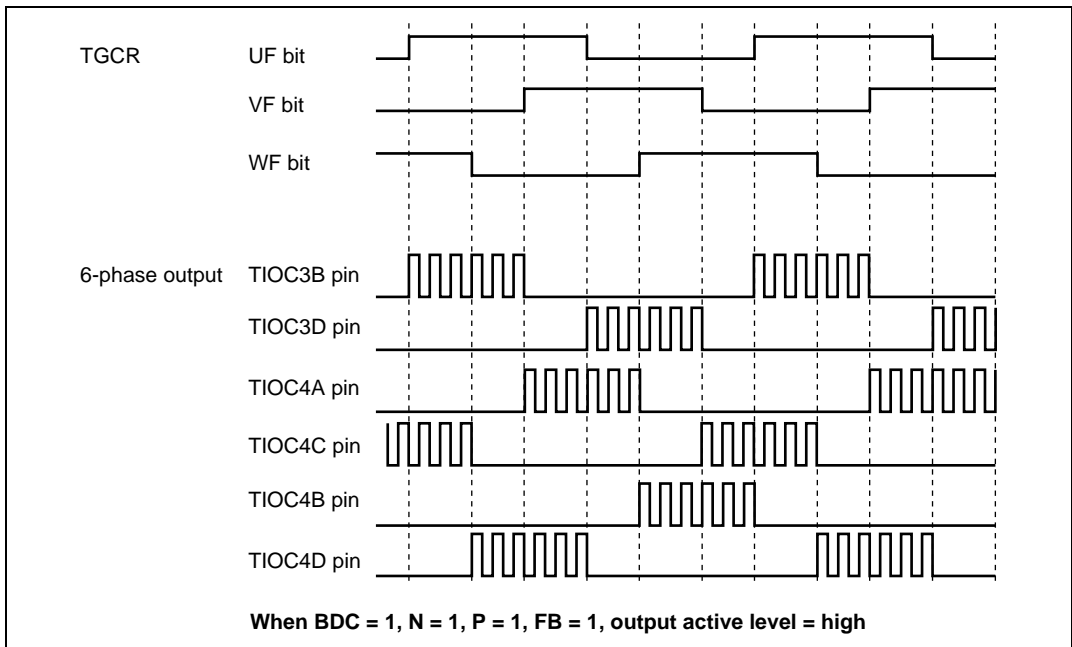 TGCR UF bit
VF bit
WF bit
6-phase output TIOC3B pin
TIOC3D pin
TIOC4A pin
TIOC4C pin
TIOC4B pin
TIOC4D pin
When BDC = 1, N = 1, P = 1, FB = 1, output active level = high